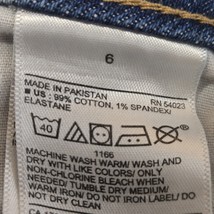 6
MADE IN PAKISTAN RN 54023
US: 99% COTTON, 1% SPANDEX/
ELASTANE
40
1166
MACHINE WASH WARM/ WASH AND
DRY WITH LIKE COLORS/ ONLY
NON-CHLORINE BLEACH WHEN
NEEDED/ TUMBLE DRY MEDIUM/
WARM IRON/ DO NOT IRON LABEL/ DO
NOT DRY CLEAN